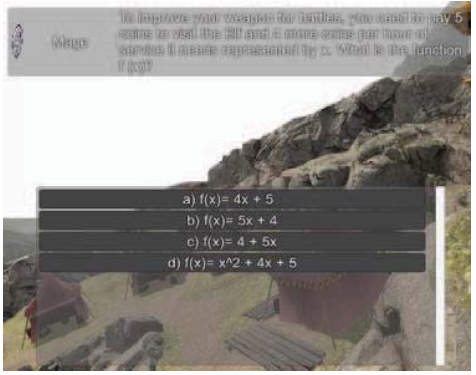 To improve your weapon for battles, you need to pay 5
Mage
coins to visit the Elf and 4 more coins per hour of
service it needs represented by x. What is the function
f (x)?
a) f(x)= 4x + 5
b) f(x)= 5x + 4
c) f(x)= 4 + 5x
d) f(x)= x^2 + 4x + 5